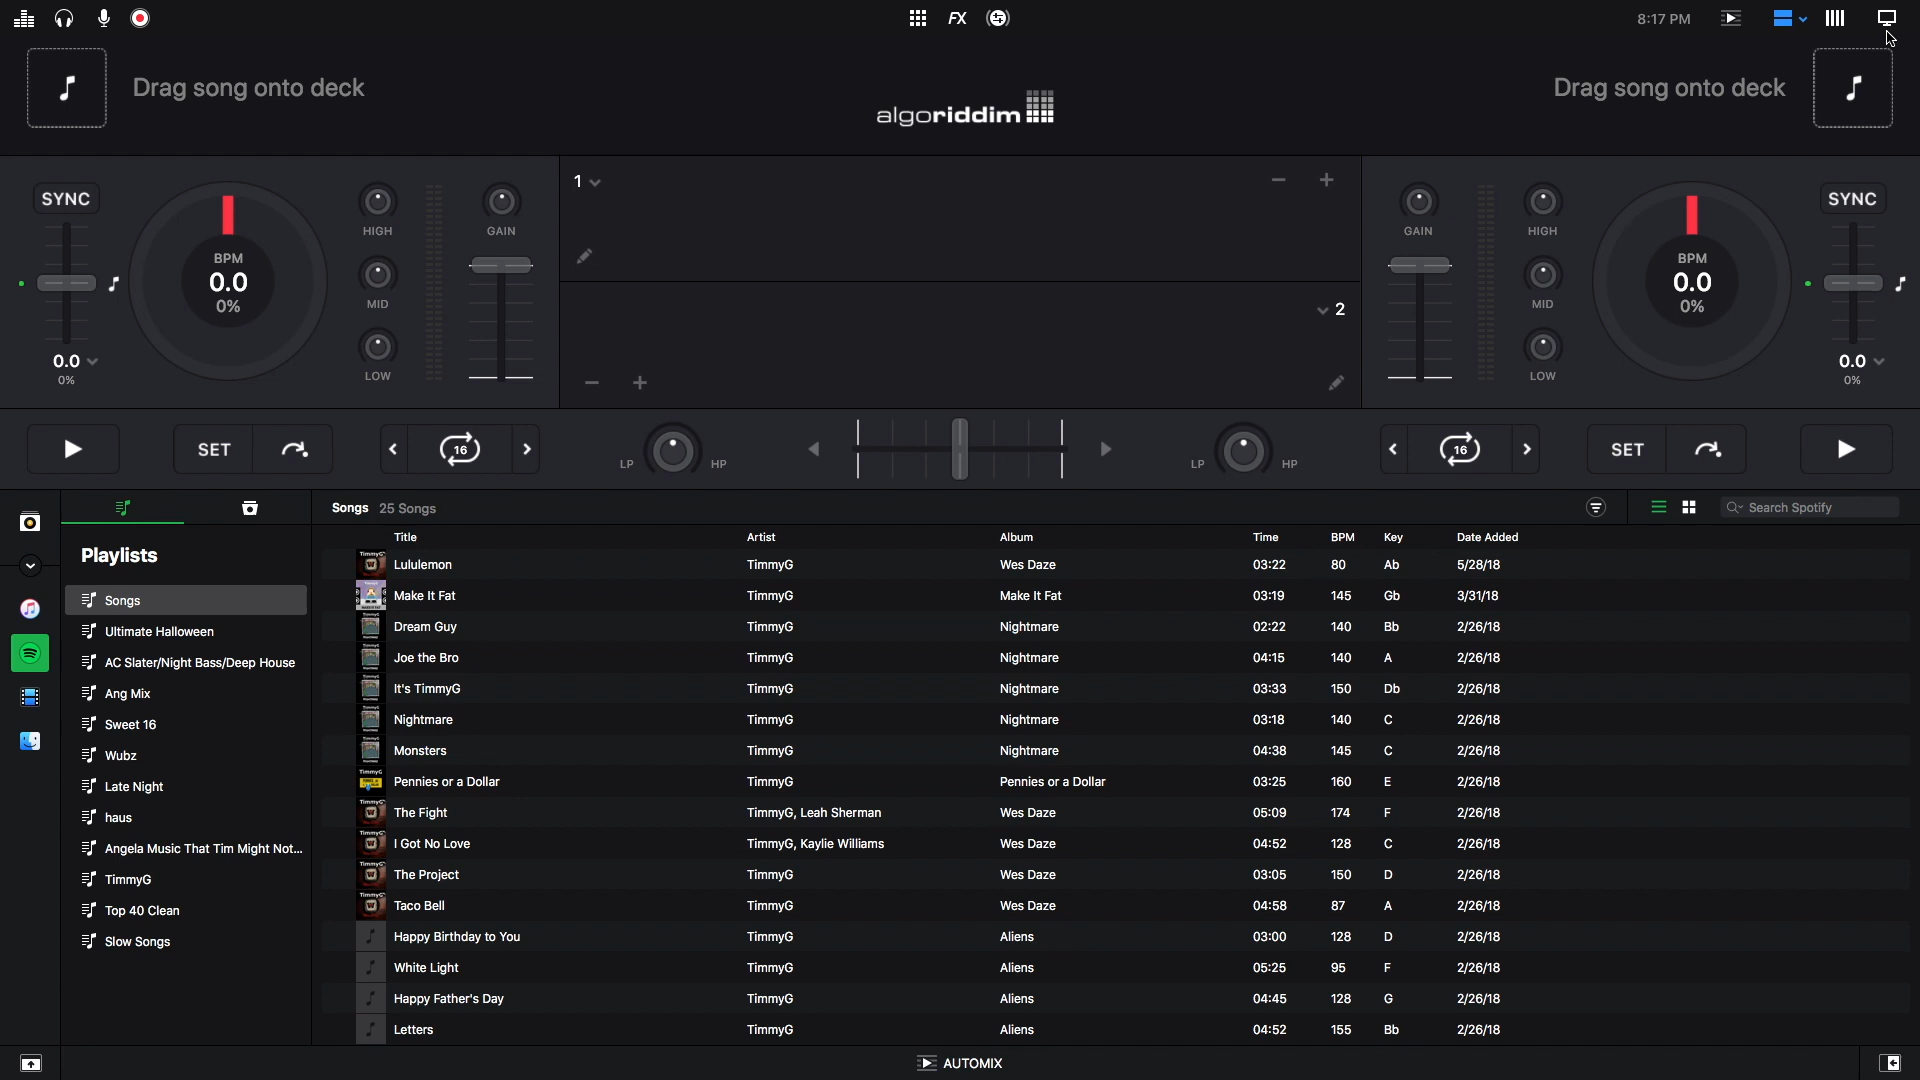 FX
8:17 PM
Drag song onto deck
algoriddim
Drag song onto deck
SYNC
BPM
0.0
0%
0.0
0%
HIGH
MID
LOW
GAIN
1
2
GAIN
HIGH
MID
LOW
BPM
0.0
0%
SYNC
0.0
0%
SET
16
LP HP
LP HP
16
SET
Songs 25 Songs
Search Spotify
Playlists
Songs
Ultimate Halloween
AC Slater/Night Bass/Deep House
Ang Mix
Sweet 16
Wubz
Late Night
haus
Angela Music That Tim Might Not...
TimmyG
Top 40 Clean
Slow Songs
Title Artist Album Time BPM Key Date Added
Lululemon TimmyG Wes Daze 03:22 80 Ab 5/28/18
Make It Fat TimmyG Make It Fat 03:19 145 Gb 3/31/18
Dream Guy TimmyG Nightmare 02:22 140 Bb 2/26/18
Joe the Bro TimmyG Nightmare 04:15 140 A 2/26/18
It's TimmyG TimmyG Nightmare 03:33 150 Db 2/26/18
Nightmare TimmyG Nightmare 03:18 140 C 2/26/18
Monsters TimmyG Nightmare 04:38 145 C 2/26/18
Pennies or a Dollar TimmyG Pennies or a Dollar 03:25 160 E 2/26/18
The Fight TimmyG, Leah Sherman Wes Daze 05:09 174 F 2/26/18
I Got No Love TimmyG, Kaylie Williams Wes Daze 04:52 128 C 2/26/18
The Project TimmyG Wes Daze 03:05 150 D 2/26/18
Taco Bell TimmyG Wes Daze 04:58 87 A 2/26/18
Happy Birthday to You TimmyG Aliens 03:00 128 D 2/26/18
White Light TimmyG Aliens 05:25 95 F 2/26/18
Happy Father's Day TimmyG Aliens 04:45 128 G 2/26/18
Letters TimmyG Aliens 04:52 155 Bb 2/26/18
AUTOMIX